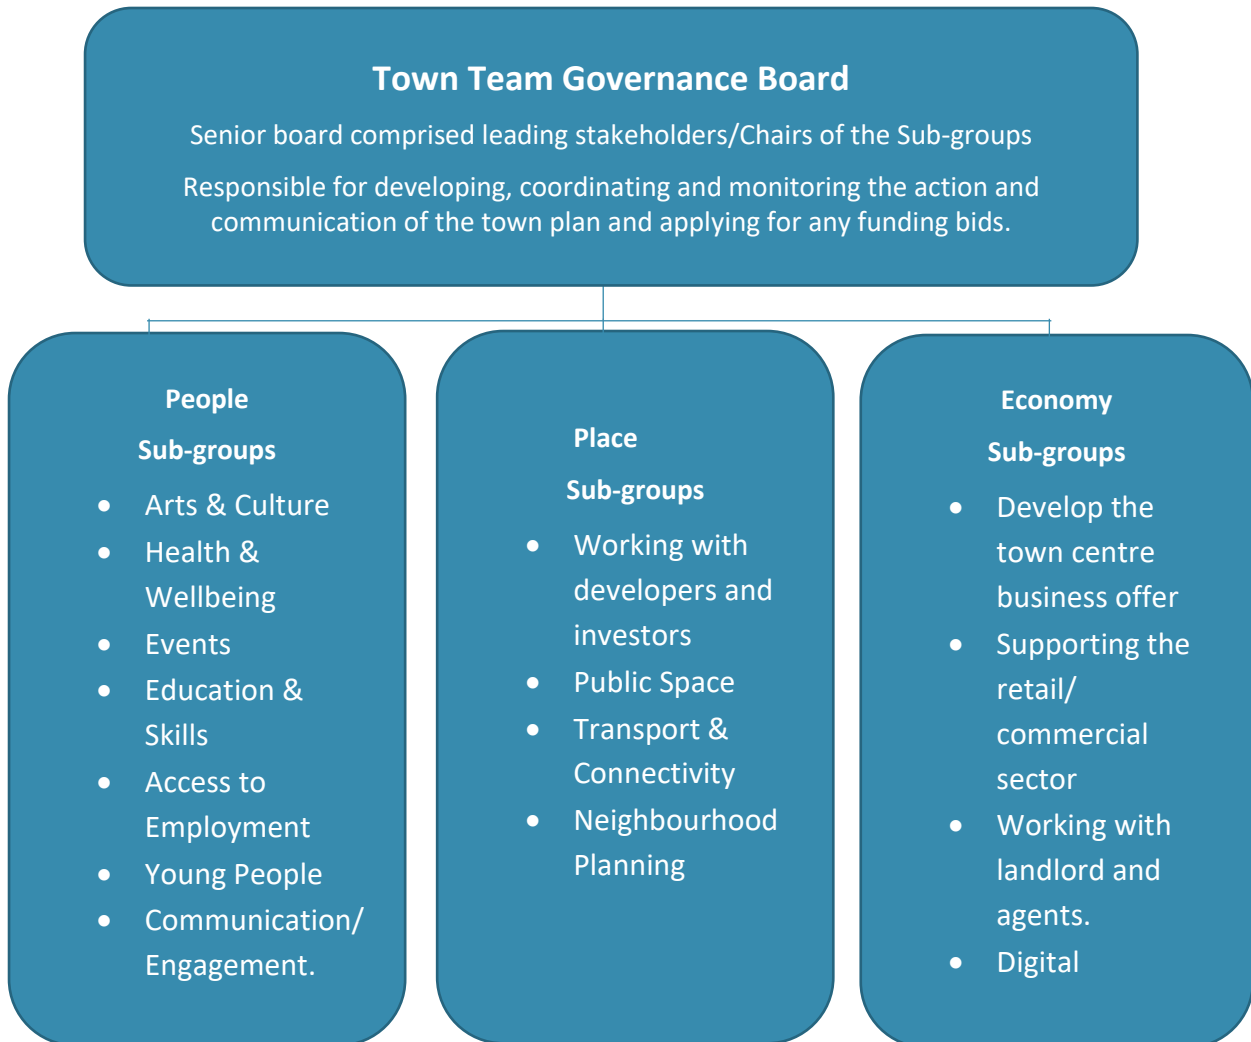 Town Team Governance Board
Senior board comprised leading stakeholders/Chairs of the Sub-groups
Responsible for developing, coordinating and monitoring the action and
communication of the town plan and applying for any funding bids.
People
Sub-groups
• Arts & Culture
• Health &
Wellbeing
• Events
• Education &
Skills
• Access to
Employment
• Young People
• Communication/
Engagement.
Place
Sub-groups
• Working with
developers and
investors
• Public Space
• Transport &
Connectivity
• Neighbourhood
Planning
Economy
Sub-groups
• Develop the
town centre
business offer
• Supporting the
retail/
commercial
sector
• Working with
landlord and
agents.
• Digital